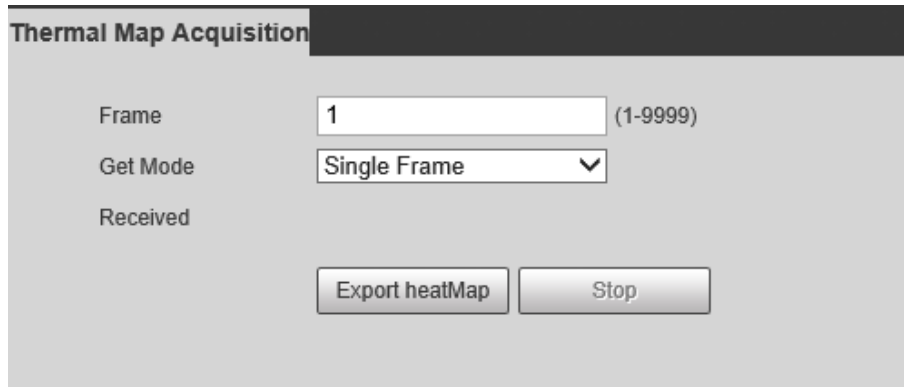 Thermal Map Acquisition
Frame 1 (1-9999)
Get Mode Single Frame
Received
Export heatMap Stop